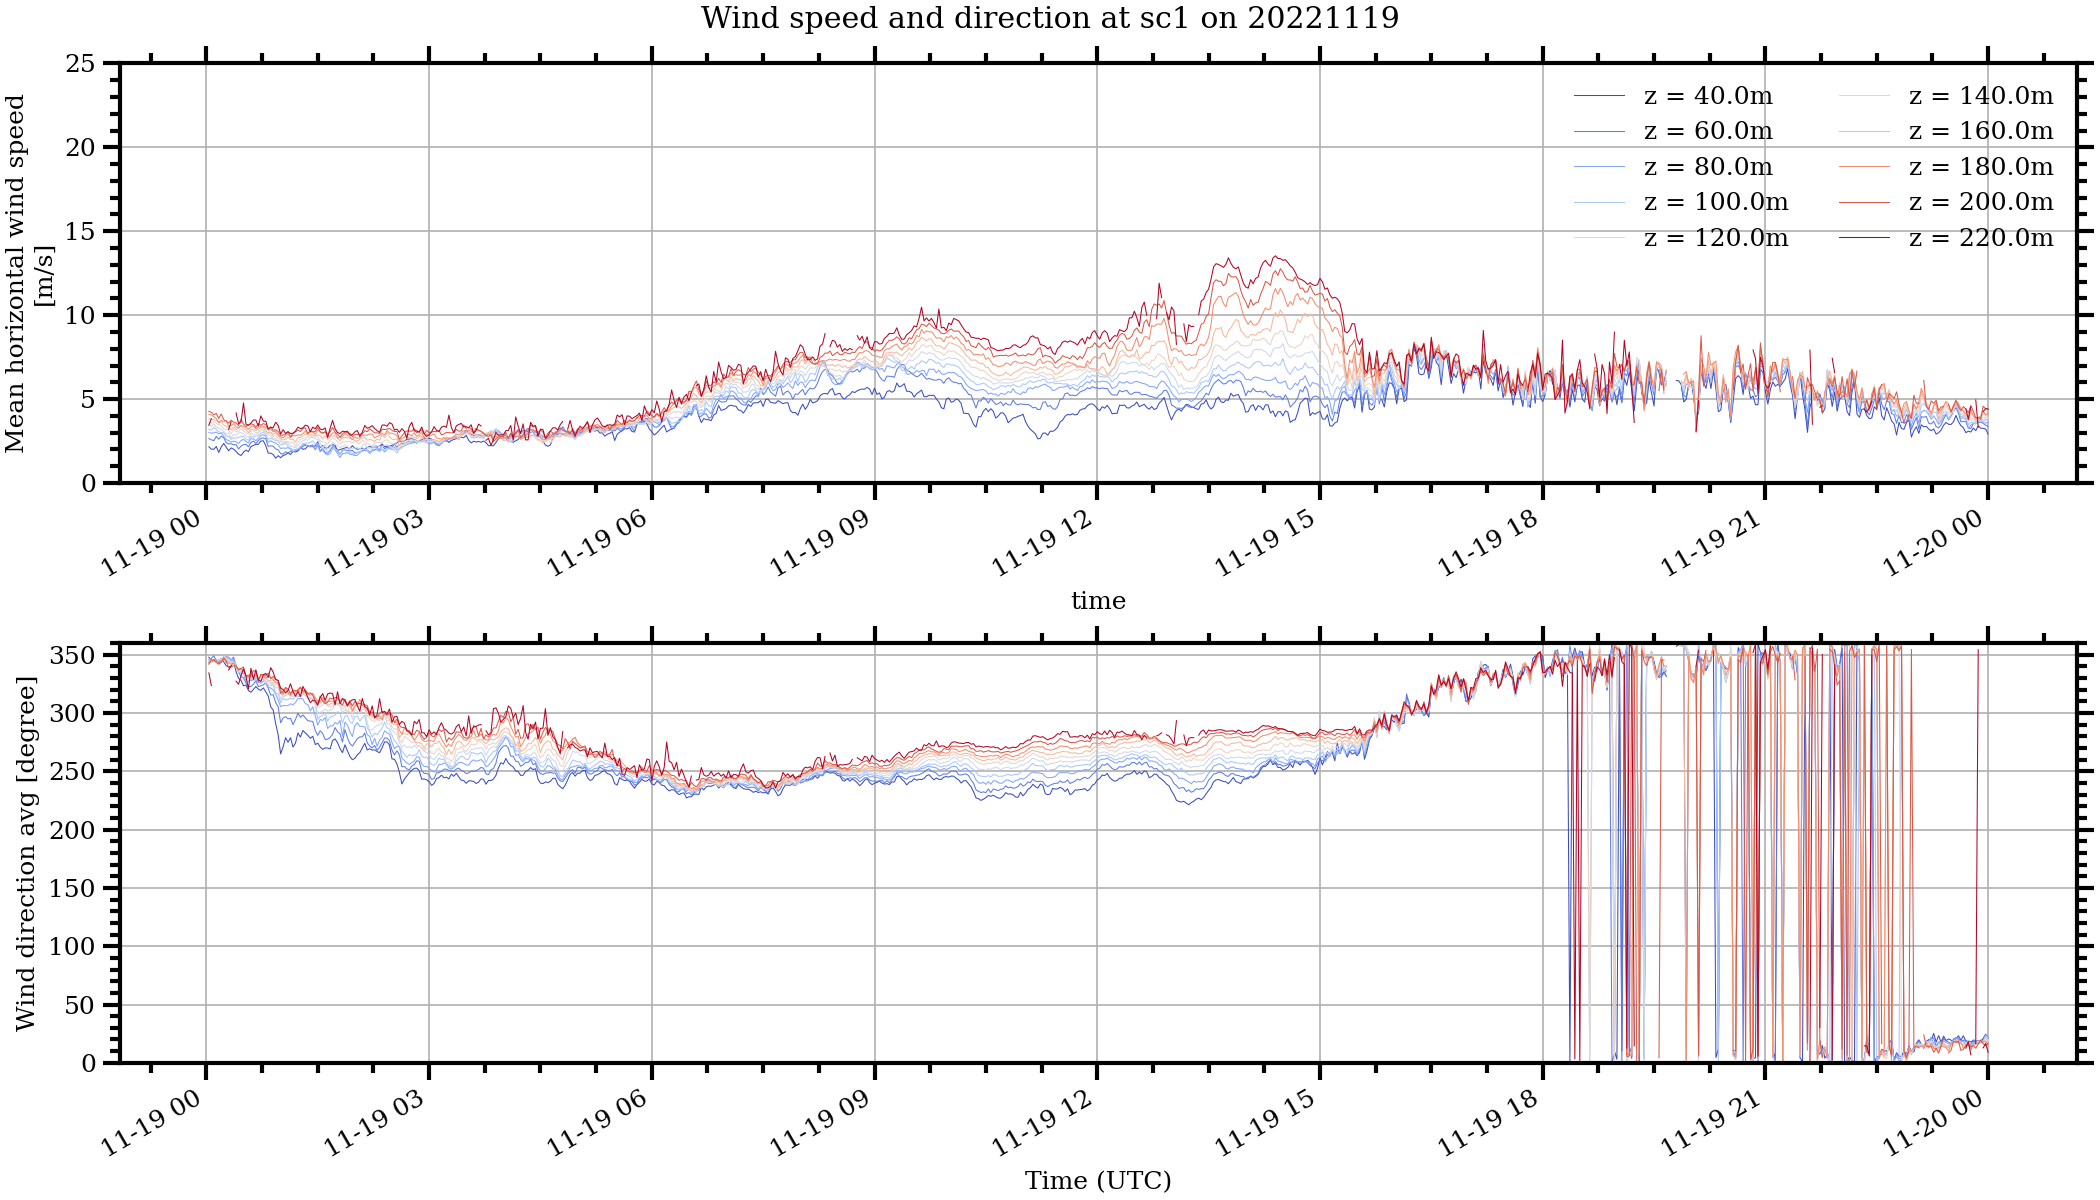 Wind speed and direction at sc1 on 20221119
Mean horizontal wind speed
[m/s]
25
20
15
10
5
0
z = 40.0m
z = 60.0m
z = 80.0m
z = 100.0m
z = 120.0m
z = 140.0m
z = 160.0m
z = 180.0m
z = 200.0m
z = 220.0m
11-19 00
11-19 03
11-19 06
11-19 09
11-19 12
11-19 15
11-19 18
11-19 21
11-20 00
time
Wind direction avg [degree]
350
300
250
200
150
100
50
0
11-19 00
11-19 03
11-19 06
11-19 09
11-19 12
11-19 15
11-19 18
11-19 21
11-20 00
Time (UTC)